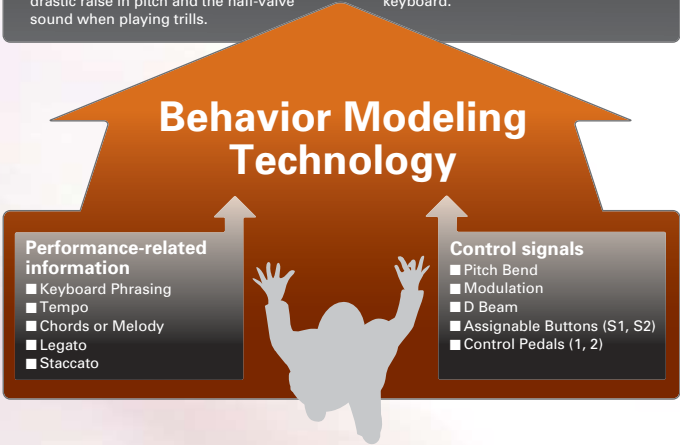 drastic raise in pitch and the half-valve
sound when playing trills.
keyboard.
Behavior Modeling
Technology
Performance-related
information
■ Keyboard Phrasing
■ Tempo
■ Chords or Melody
■ Legato
■ Staccato
Control signals
■ Pitch Bend
■ Modulation
■ D Beam
■ Assignable Buttons (S1, S2)
■ Control Pedals (1, 2)